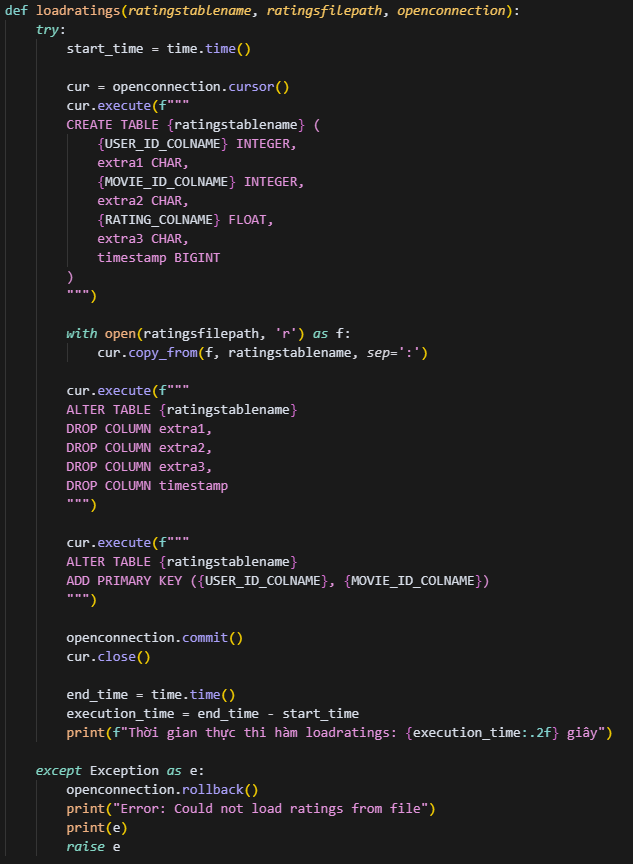 def loadratings(ratingstablename, ratingsfilepath, openconnection):
    try:
        start_time = time.time()

        cur = openconnection.cursor()
        cur.execute(f"""
        CREATE TABLE {ratingstablename} (
            {USER_ID_COLNAME} INTEGER,
            extra1 CHAR,
            {MOVIE_ID_COLNAME} INTEGER,
            extra2 CHAR,
            {RATING_COLNAME} FLOAT,
            extra3 CHAR,
            timestamp BIGINT
        )
        """)

        with open(ratingsfilepath, 'r') as f:
            cur.copy_from(f, ratingstablename, sep=':')

        cur.execute(f"""
        ALTER TABLE {ratingstablename}
        DROP COLUMN extra1,
        DROP COLUMN extra2,
        DROP COLUMN extra3,
        DROP COLUMN timestamp
        """)

        cur.execute(f"""
        ALTER TABLE {ratingstablename}
        ADD PRIMARY KEY ({USER_ID_COLNAME}, {MOVIE_ID_COLNAME})
        """)

        openconnection.commit()
        cur.close()

        end_time = time.time()
        execution_time = end_time - start_time
        print(f"Thời gian thực thi hàm loadratings: {execution_time:.2f} giây")

    except Exception as e:
        openconnection.rollback()
        print("Error: Could not load ratings from file")
        print(e)
        raise e